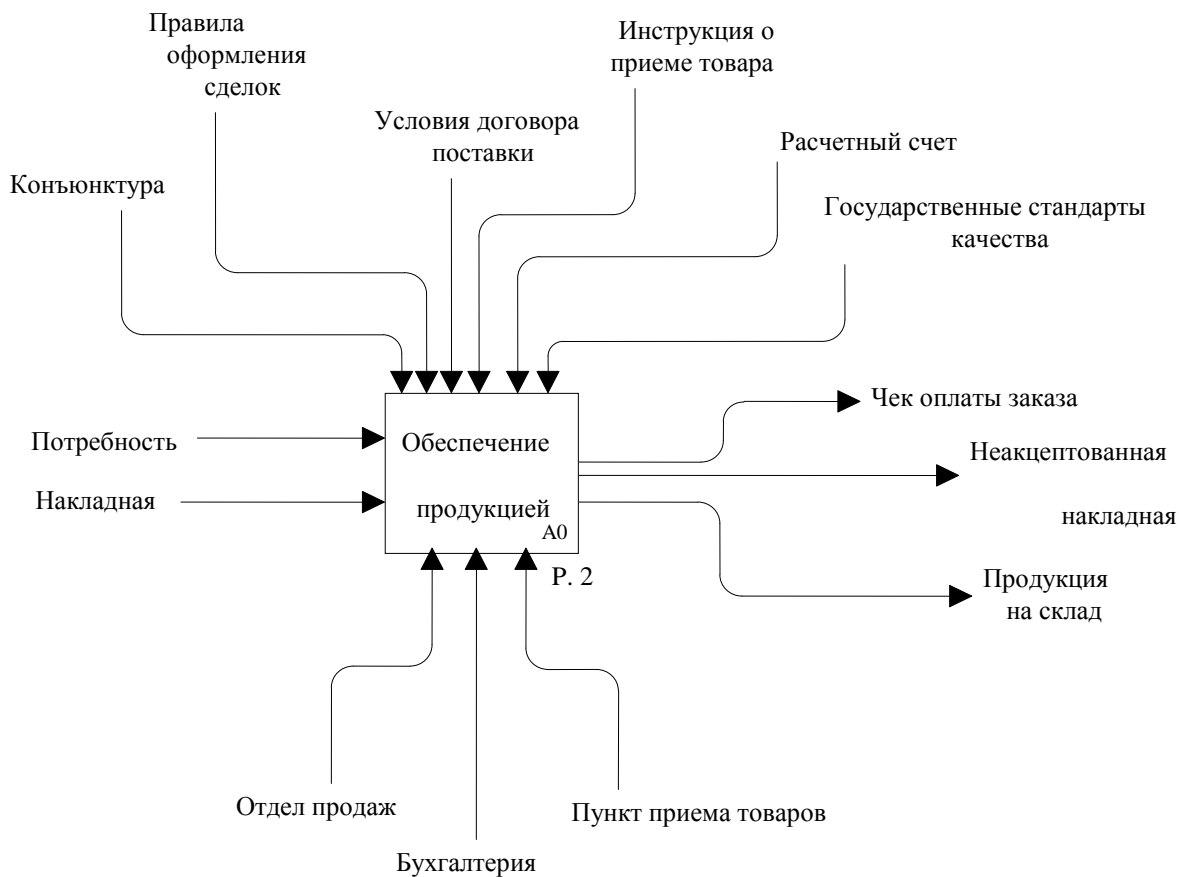 Правила
оформления
сделок
Инструкция о
приеме товара
Условия договора
поставки
Расчетный счет
Конъюнктура
Государственные стандарты
качества
Чек оплаты заказа
Потребность
Обеспечение
Неакцептованная
Накладная
продукцией
накладная
A0
P. 2
Продукция
на склад
Отдел продаж
Пункт приема товаров
Бухгалтерия